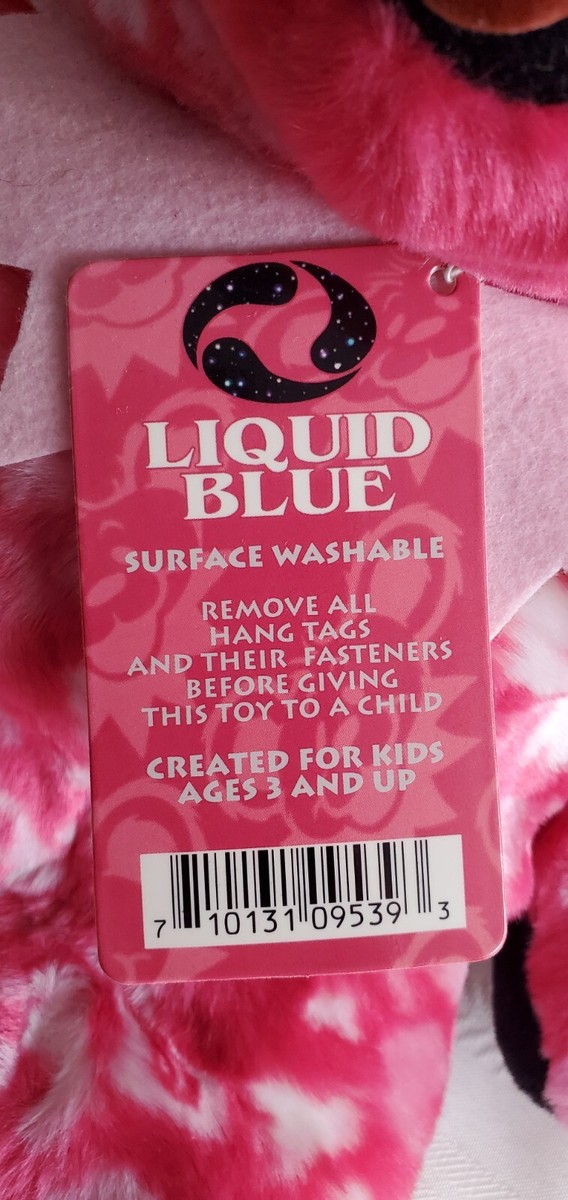 LIQUID
BLUE
SURFACE WASHABLE
REMOVE ALL
HANG TAGS
AND THEIR FASTENERS
BEFORE GIVING
THIS TOY TO A CHILD
CREATED FOR KIDS
AGES 3 AND UP
7 10131 09539 3